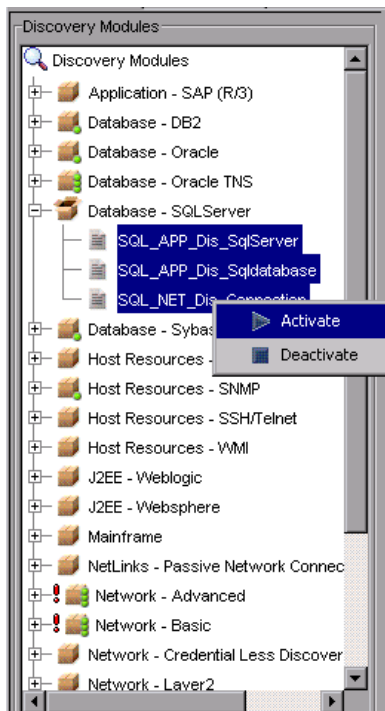 Discovery Modules
Discovery Modules
Application - SAP (R/3)
Database - DB2
Database - Oracle
Database - Oracle TNS
Database - SQLServer
SQL_APP_Dis_SqlServer
SQL_APP_Dis_Sqldatabase
SQL_NET_Dis_Connection
Activate
Database - Sybas
Deactivate
Host Resources -
Host Resources - SNMP
Host Resources - SSH/Telnet
Host Resources - WMI
J2EE - Weblogic
J2EE - Websphere
Mainframe
NetLinks - Passive Network Connec
Network - Advanced
Network - Basic
Network - Credential Less Discover
Network - Layer2